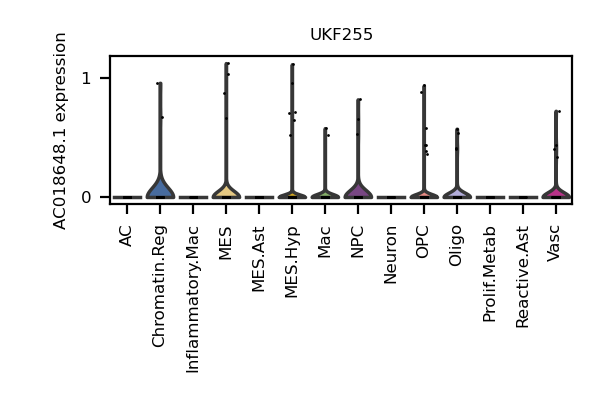 UKF255
AC018648.1 expression
1
0
AC
Chromatin.Reg
Inflammatory.Mac
MES
MES.Ast
MES.Hyp
Mac
NPC
Neuron
OPC
Oligo
Prolif.Metab
Reactive.Ast
Vasc